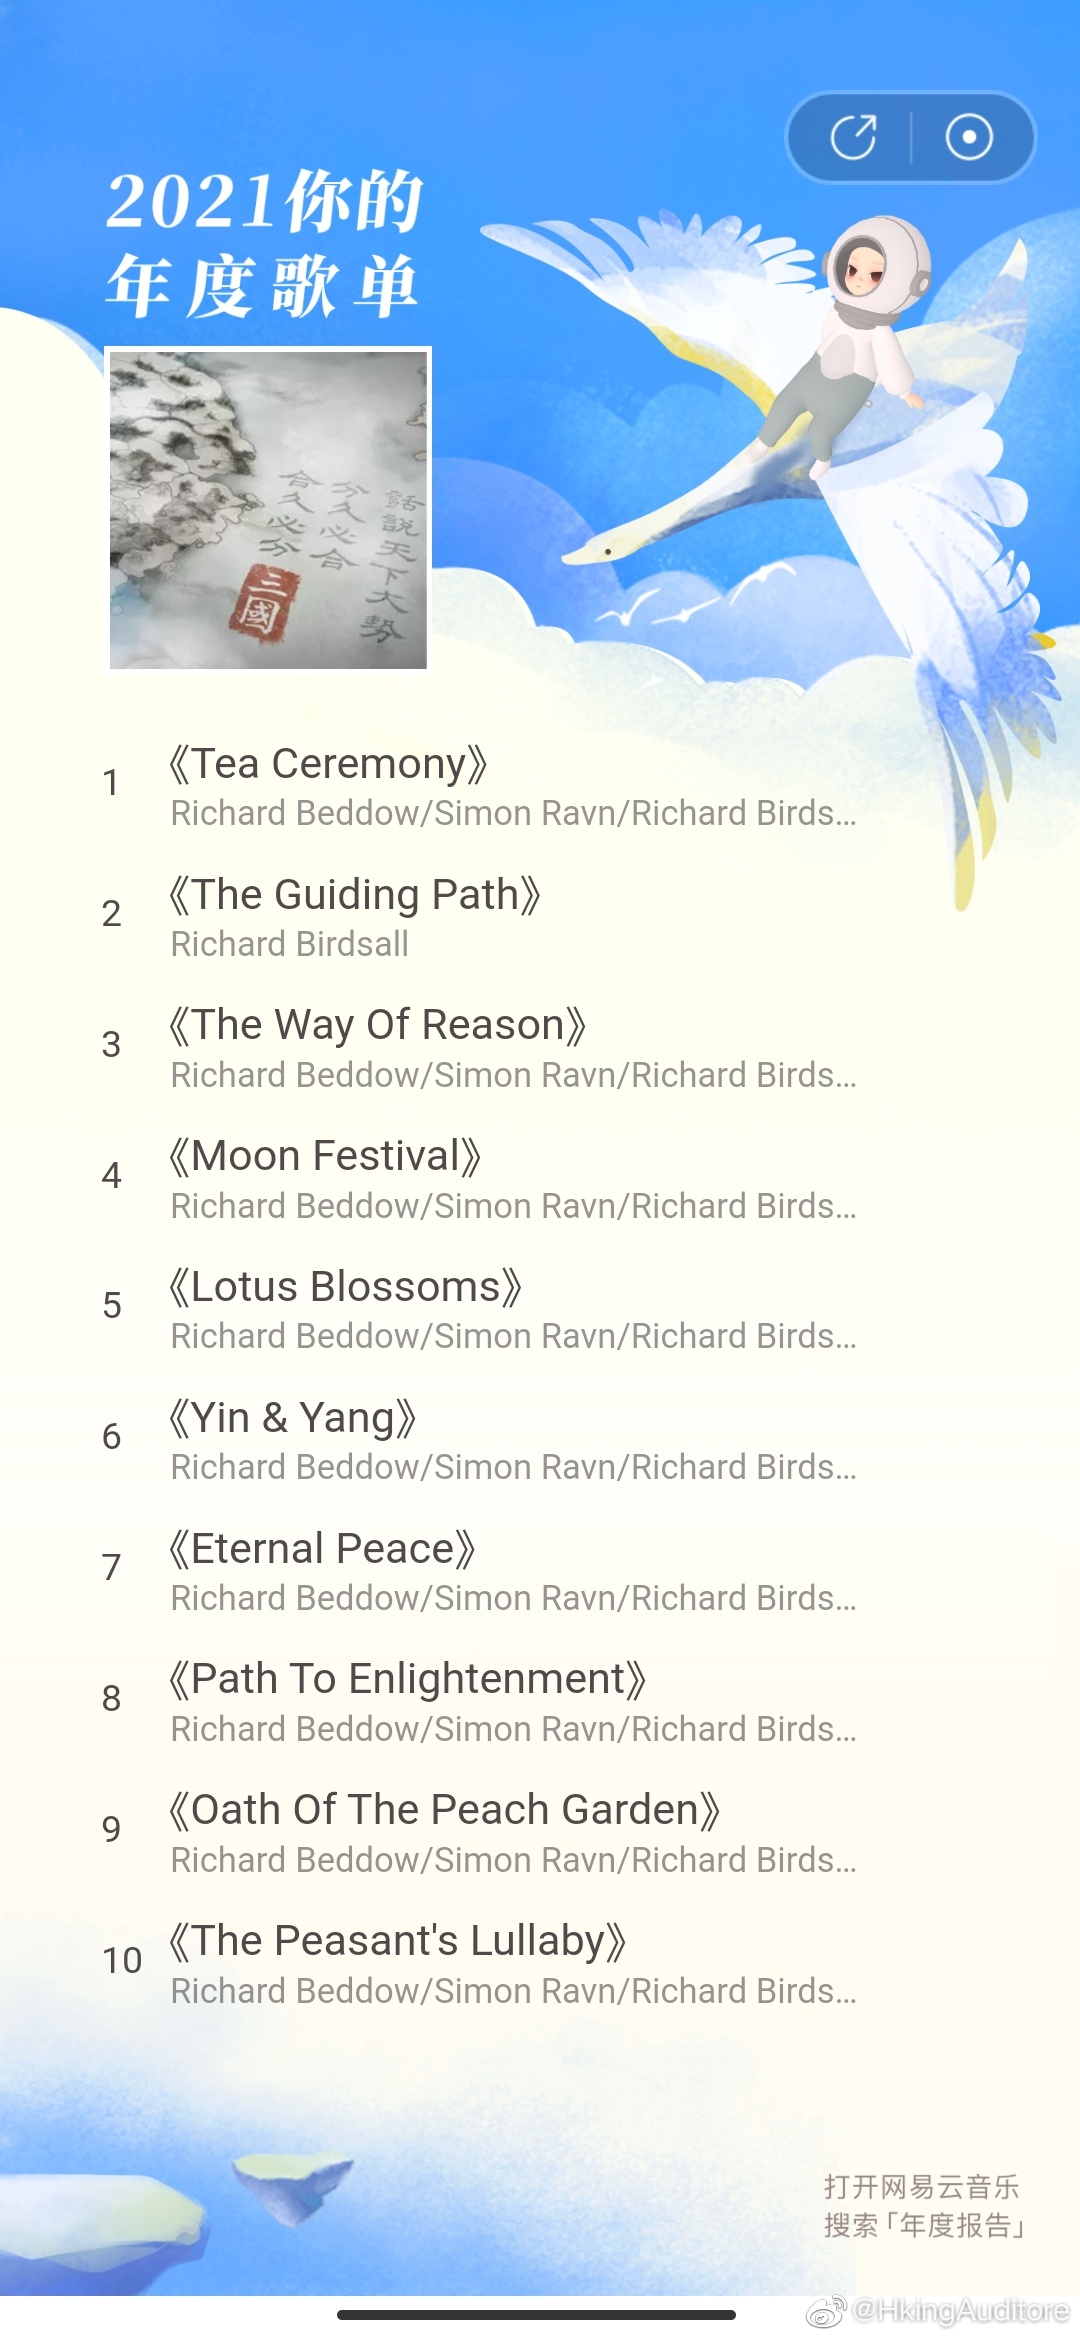 2021你的
年度歌单
話説天下大勢
分久必合
合久必分
三國
1
《Tea Ceremony》
Richard Beddow/Simon Ravn/Richard Birds...
2
《The Guiding Path》
Richard Birdsall
3
《The Way Of Reason》
Richard Beddow/Simon Ravn/Richard Birds...
4
《Moon Festival》
Richard Beddow/Simon Ravn/Richard Birds...
5
《Lotus Blossoms》
Richard Beddow/Simon Ravn/Richard Birds...
6
《Yin & Yang》
Richard Beddow/Simon Ravn/Richard Birds...
7
《Eternal Peace》
Richard Beddow/Simon Ravn/Richard Birds...
8
《Path To Enlightenment》
Richard Beddow/Simon Ravn/Richard Birds...
9
《Oath Of The Peach Garden》
Richard Beddow/Simon Ravn/Richard Birds...
10
《The Peasant's Lullaby》
Richard Beddow/Simon Ravn/Richard Birds...
打开网易云音乐
搜索「年度报告」
@HkingAuditore